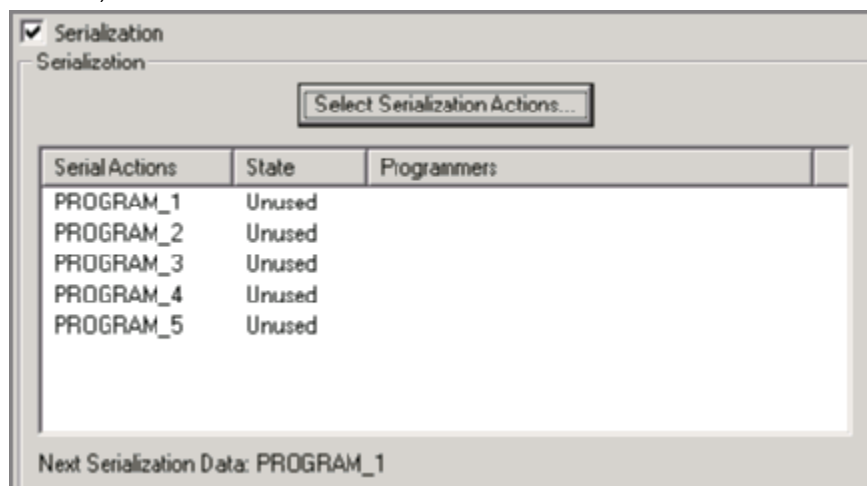 Serialization
Serialization
Select Serialization Actions...
Serial Actions State Programmers
PROGRAM_1 Unused
PROGRAM_2 Unused
PROGRAM_3 Unused
PROGRAM_4 Unused
PROGRAM_5 Unused
Next Serialization Data: PROGRAM_1